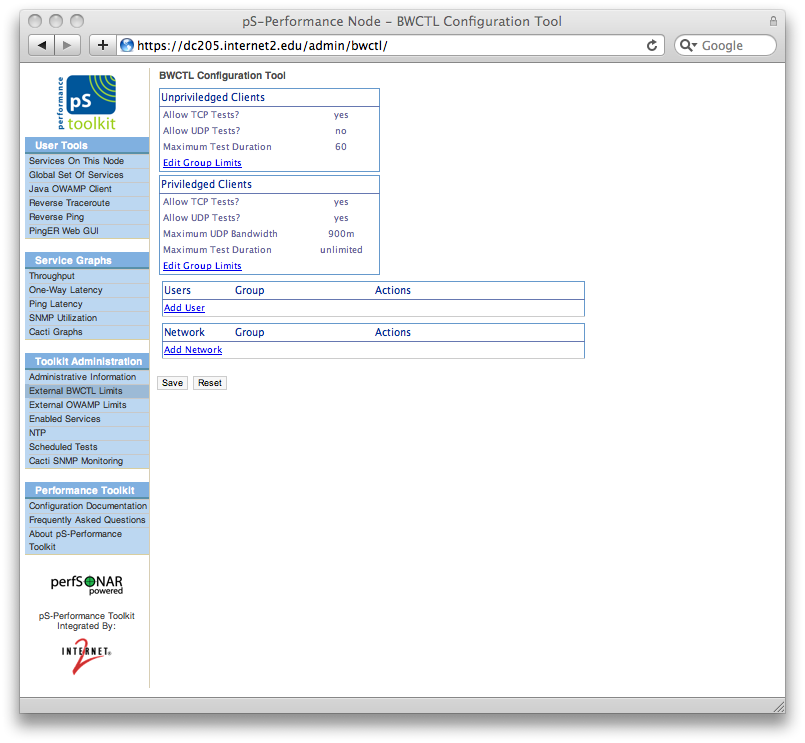 pS-Performance Node – BWCTL Configuration Tool
https://dc205.internet2.edu/admin/bwctl/
Google
performance
pS
toolkit
User Tools
Services On This Node
Global Set Of Services
Java OWAMP Client
Reverse Traceroute
Reverse Ping
PingER Web GUI
Service Graphs
Throughput
One-Way Latency
Ping Latency
SNMP Utilization
Cacti Graphs
Toolkit Administration
Administrative Information
External BWCTL Limits
External OWAMP Limits
Enabled Services
NTP
Scheduled Tests
Cacti SNMP Monitoring
Performance Toolkit
Configuration Documentation
Frequently Asked Questions
About pS-Performance
Toolkit
perfSONAR
powered
pS-Performance Toolkit
Integrated By:
INTERNET
2
BWCTL Configuration Tool
Unpriviledged Clients
Allow TCP Tests? yes
Allow UDP Tests? no
Maximum Test Duration 60
Edit Group Limits
Priviledged Clients
Allow TCP Tests? yes
Allow UDP Tests? yes
Maximum UDP Bandwidth 900m
Maximum Test Duration unlimited
Edit Group Limits
Users Group Actions
Add User
Network Group Actions
Add Network
Save Reset